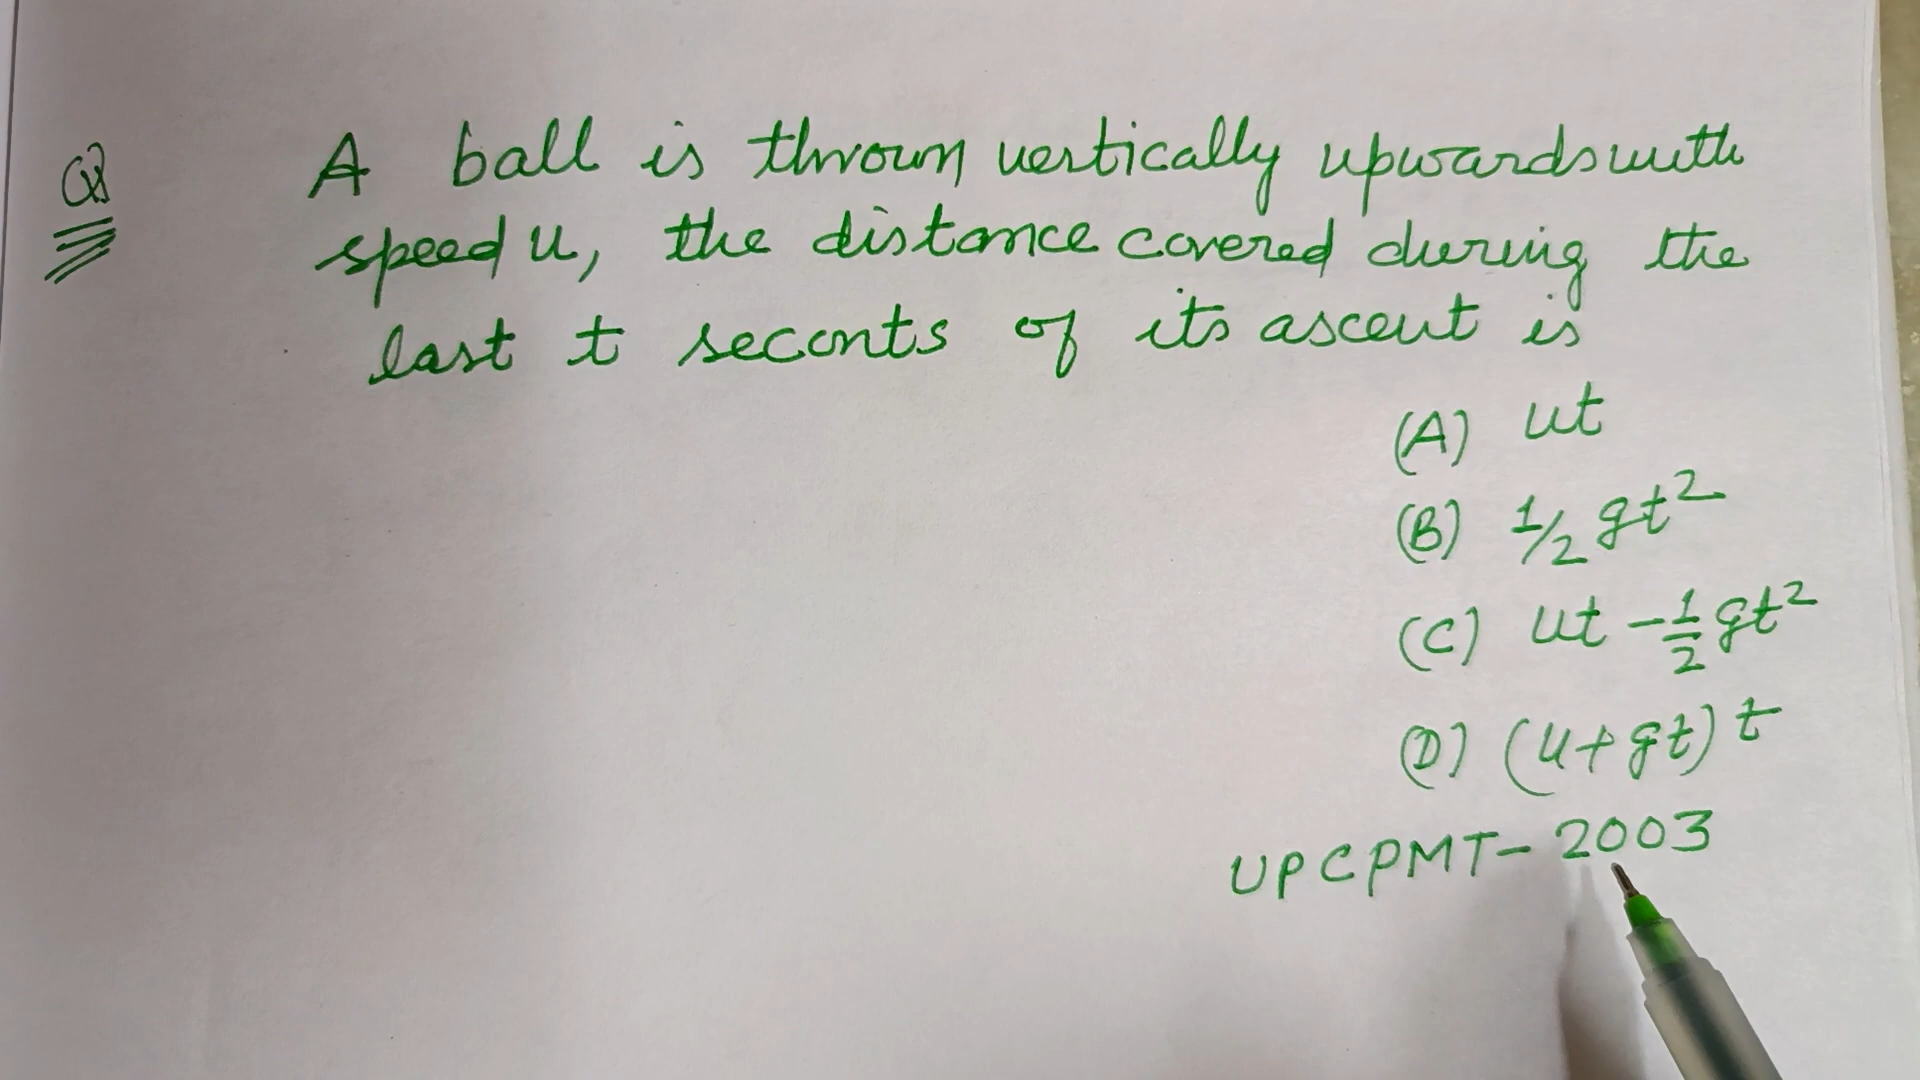 Q A ball is thrown vertically upwards with
speed u, the distance covered during the
last t seconts of its ascent is
(A) ut
(B) 1/2 gt²
(C) ut - 1/2 gt²
(D) (u+gt) t
UPCPMT- 2003